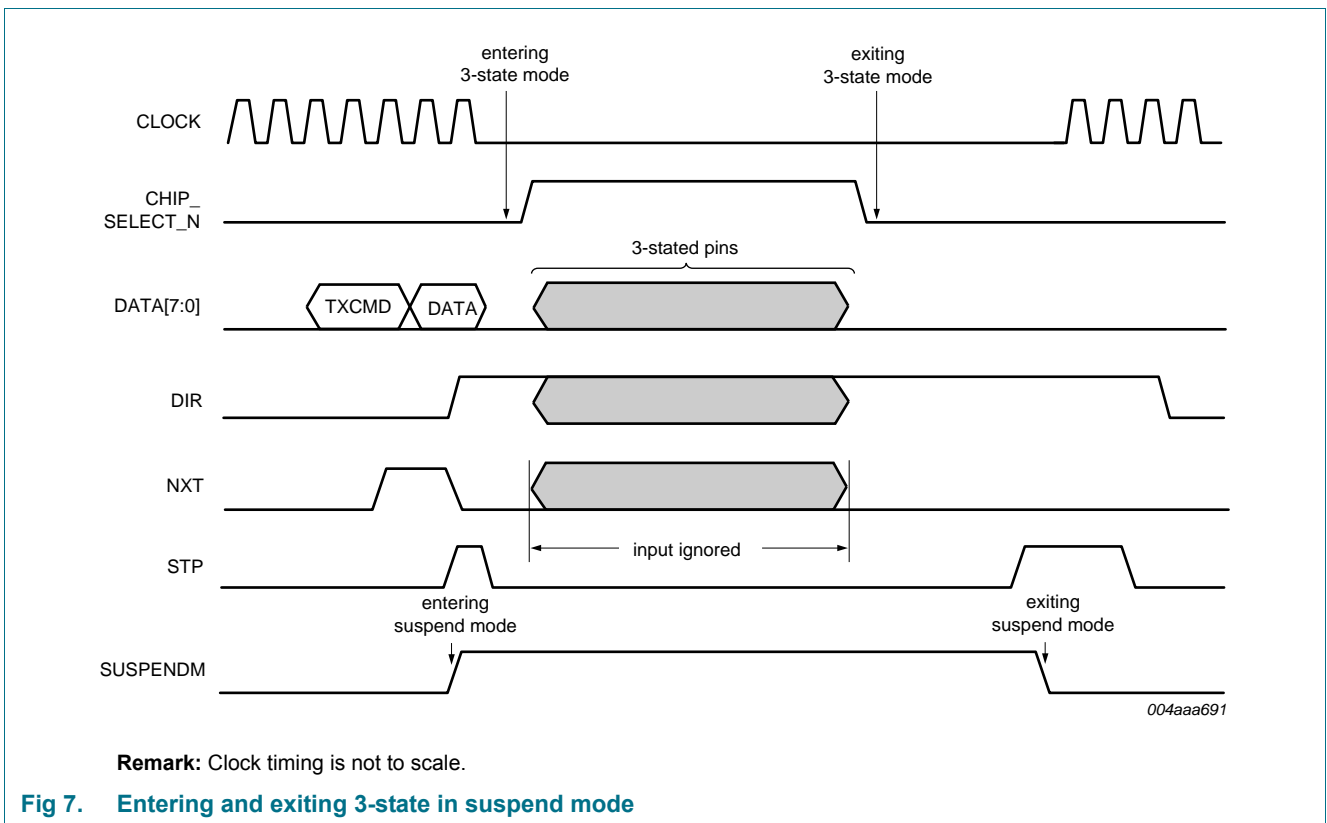 entering
3-state mode
exiting
3-state mode
CLOCK
CHIP_
SELECT_N
3-stated pins
DATA[7:0]
TXCMD
DATA
DIR
NXT
input ignored
STP
entering
suspend mode
exiting
suspend mode
SUSPENDM
004aaa691
Remark: Clock timing is not to scale.
Fig 7. Entering and exiting 3-state in suspend mode